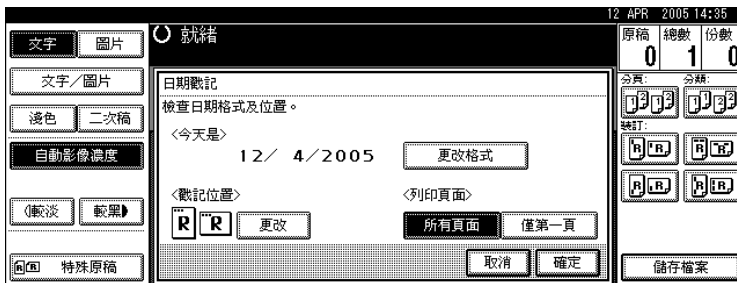 12 APR 2005 14:35
文字 圖片
就緒
原稿 總數 份數
0 1 0
文字／圖片
日期戳記
分頁: 分類:
檢查日期格式及位置。
淺色 二次稿
<今天是>
裝訂:
12/ 4/2005 更改格式
自動影像濃度
<戳記位置> <列印頁面>
較淡 較黑
R R 更改 所有頁面 僅第一頁
取消 確定
特殊原稿
儲存檔案